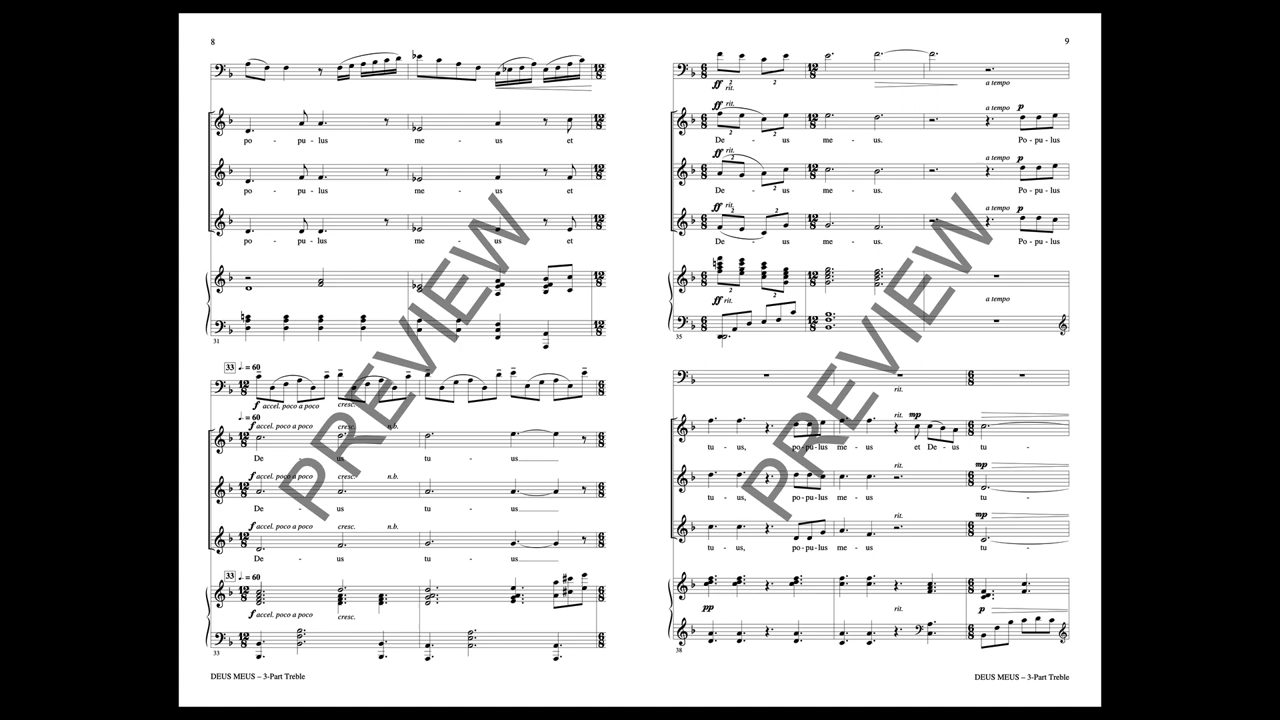 8
po - pu - lus me - us et
po - pu - lus me - us et
po - pu - lus me - us et
31
33 ♩. = 60
f accel. poco a poco cresc.
♩. = 60
f accel. poco a poco cresc. n.b.
De - us tu - us
f accel. poco a poco cresc. n.b.
De - us tu - us
f accel. poco a poco cresc. n.b.
De - us tu - us
33 ♩. = 60
f accel. poco a poco cresc.
33
DEUS MEUS – 3-Part Treble
PREVIEW
9
ff rit. a tempo
ff rit. a tempo p
De - us me - us. Po - pu - lus
ff rit. a tempo p
De - us me - us. Po - pu - lus
ff rit. a tempo p
De - us me - us. Po - pu - lus
ff rit. a tempo
35
rit.
rit. mp
tu - us, po - pu - lus me - us et De - us tu -
rit. mp
tu - us, po - pu - lus me - us tu -
rit. mp
tu - us, po - pu - lus me - us tu -
pp rit. p
38
DEUS MEUS – 3-Part Treble
PREVIEW